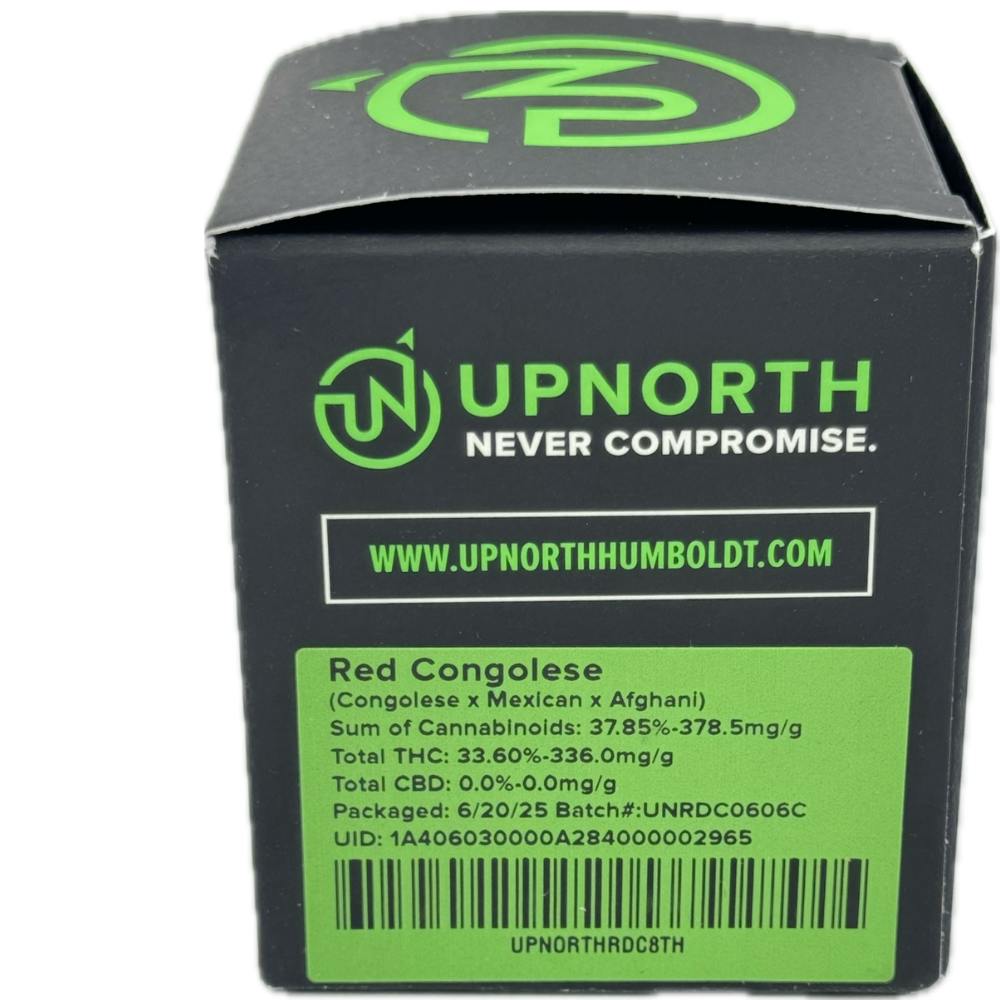 UPNORTH
NEVER COMPROMISE.
WWW.UPNORTHHUMBOLDT.COM
Red Congolese
(Congolese x Mexican x Afghani)
Sum of Cannabinoids: 37.85%-378.5mg/g
Total THC: 33.60%-336.0mg/g
Total CBD: 0.0%-0.0mg/g
Packaged: 6/20/25 Batch#:UNRDC0606C
UID: 1A406030000A284000002965
UPNORTHRDC8TH